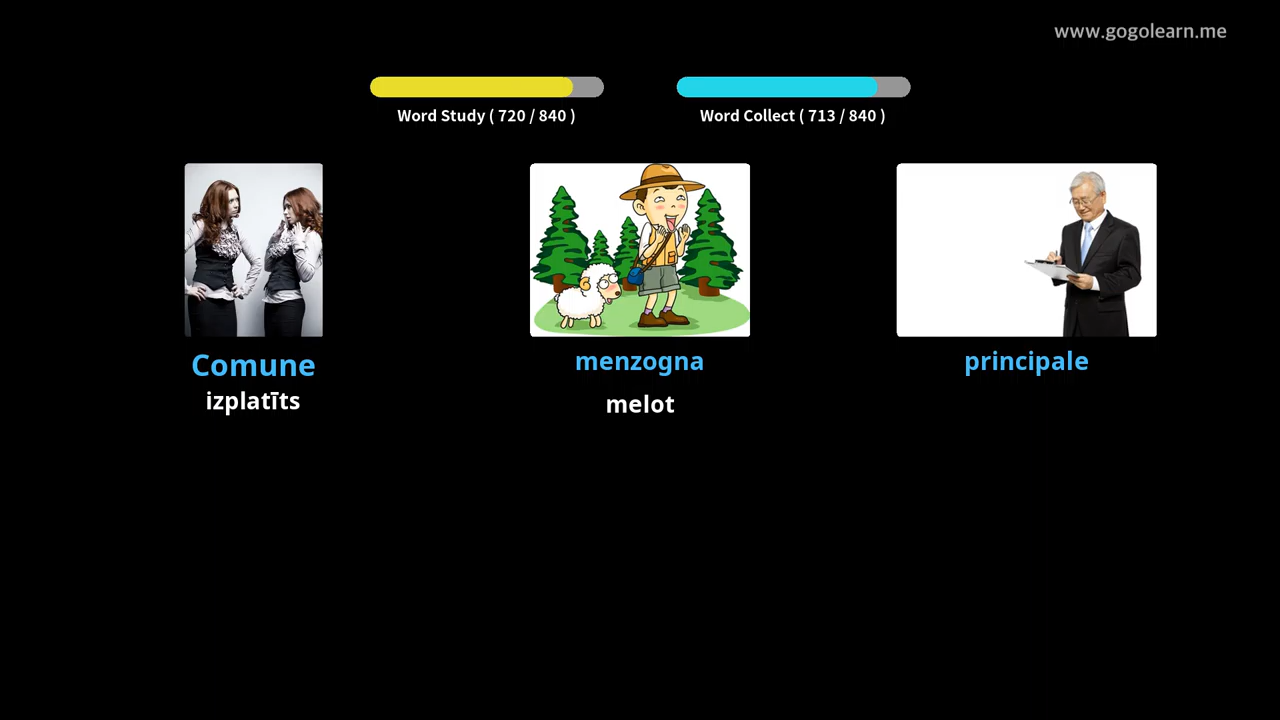 www.gogolearn.me
Word Study ( 720 / 840 )
Word Collect ( 713 / 840 )
Comune
izplatīts
menzogna
melot
principale